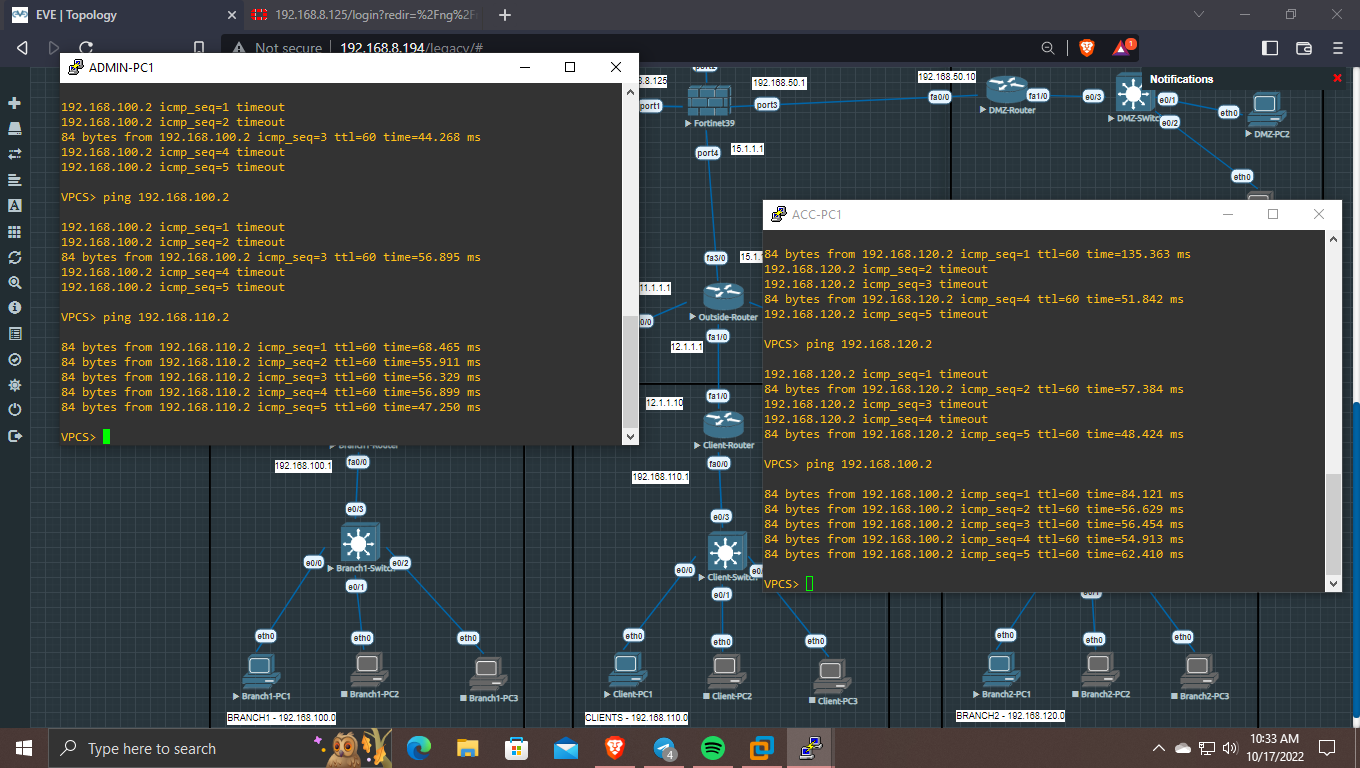 EVE | Topology
192.168.8.125/login?redir=%2Fng%2F
Not secure
192.168.8.194/legacy/#
1
ADMIN-PC1
192.168.100.2 icmp_seq=1 timeout
192.168.100.2 icmp_seq=2 timeout
84 bytes from 192.168.100.2 icmp_seq=3 ttl=60 time=44.268 ms
192.168.100.2 icmp_seq=4 timeout
192.168.100.2 icmp_seq=5 timeout
VPCS> ping 192.168.100.2
192.168.100.2 icmp_seq=1 timeout
192.168.100.2 icmp_seq=2 timeout
84 bytes from 192.168.100.2 icmp_seq=3 ttl=60 time=56.895 ms
192.168.100.2 icmp_seq=4 timeout
192.168.100.2 icmp_seq=5 timeout
VPCS> ping 192.168.110.2
84 bytes from 192.168.110.2 icmp_seq=1 ttl=60 time=68.465 ms
84 bytes from 192.168.110.2 icmp_seq=2 ttl=60 time=55.911 ms
84 bytes from 192.168.110.2 icmp_seq=3 ttl=60 time=56.329 ms
84 bytes from 192.168.110.2 icmp_seq=4 ttl=60 time=56.899 ms
84 bytes from 192.168.110.2 icmp_seq=5 ttl=60 time=47.250 ms
VPCS>
8.125
port1
Fortinet39
port3
192.168.50.1
port4
15.1.1.1
192.168.50.10
fa0/0
DMZ-Router
fa1/0
e0/3
DMZ-Switch
e0/1
e0/2
eth0
DMZ-PC2
eth0
Notifications
fa3/0
15.1.1
11.1.1.1
0/0
Outside-Router
fa1/0
12.1.1.1
fa1/0
12.1.1.10
Client-Router
fa0/0
192.168.110.1
ACC-PC1
84 bytes from 192.168.120.2 icmp_seq=1 ttl=60 time=135.363 ms
192.168.120.2 icmp_seq=2 timeout
192.168.120.2 icmp_seq=3 timeout
84 bytes from 192.168.120.2 icmp_seq=4 ttl=60 time=51.842 ms
192.168.120.2 icmp_seq=5 timeout
VPCS> ping 192.168.120.2
192.168.120.2 icmp_seq=1 timeout
84 bytes from 192.168.120.2 icmp_seq=2 ttl=60 time=57.384 ms
192.168.120.2 icmp_seq=3 timeout
192.168.120.2 icmp_seq=4 timeout
84 bytes from 192.168.120.2 icmp_seq=5 ttl=60 time=48.424 ms
VPCS> ping 192.168.100.2
84 bytes from 192.168.100.2 icmp_seq=1 ttl=60 time=84.121 ms
84 bytes from 192.168.100.2 icmp_seq=2 ttl=60 time=56.629 ms
84 bytes from 192.168.100.2 icmp_seq=3 ttl=60 time=56.454 ms
84 bytes from 192.168.100.2 icmp_seq=4 ttl=60 time=54.913 ms
84 bytes from 192.168.100.2 icmp_seq=5 ttl=60 time=62.410 ms
VPCS>
Branch1-Router
192.168.100.1
fa0/0
e0/3
Branch1-Switch
e0/0
e0/2
e0/1
eth0
eth0
eth0
Branch1-PC1
Branch1-PC2
Branch1-PC3
BRANCH1 - 192.168.100.0
e0/3
Client-Switch
e0/0
e0/1
eth0
eth0
eth0
Client-PC1
Client-PC2
Client-PC3
CLIENTS - 192.168.110.0
eth0
eth0
eth0
Branch2-PC1
Branch2-PC2
Branch2-PC3
BRANCH2 - 192.168.120.0
Type here to search
4
10:33 AM
10/17/2022